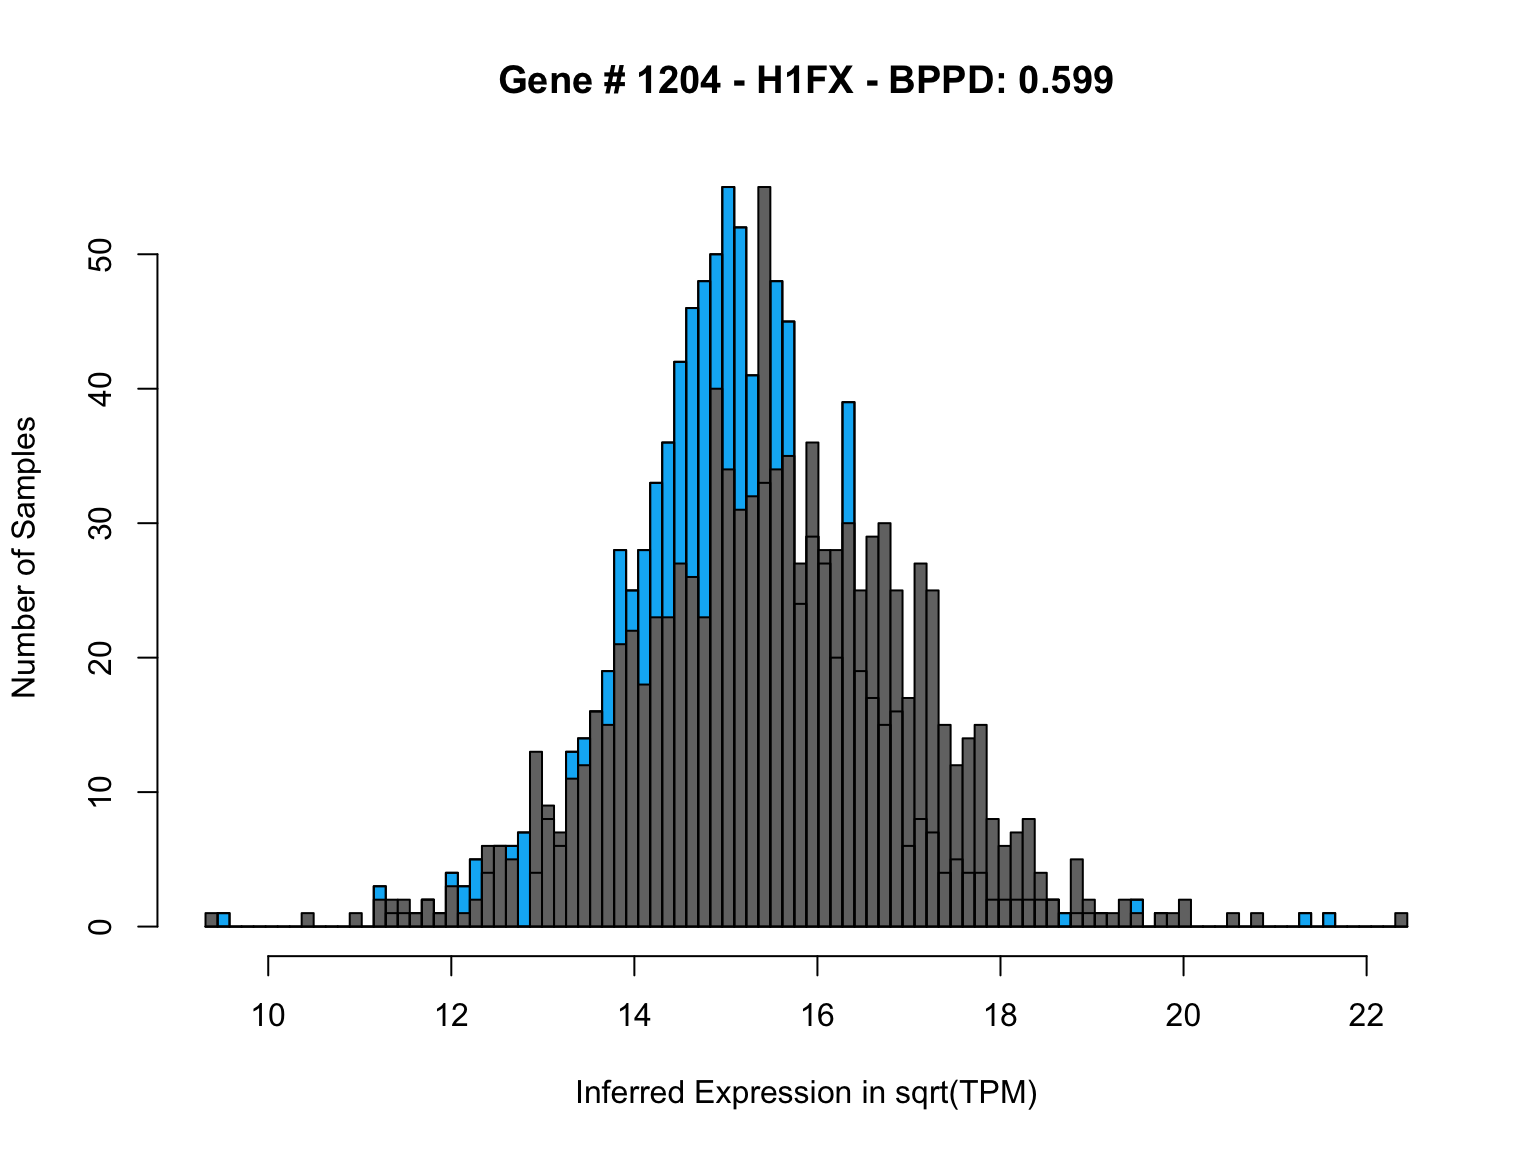 Gene # 1204 - H1FX - BPPD: 0.599
Number of Samples
50
40
30
20
10
0
10 12 14 16 18 20 22
Inferred Expression in sqrt(TPM)